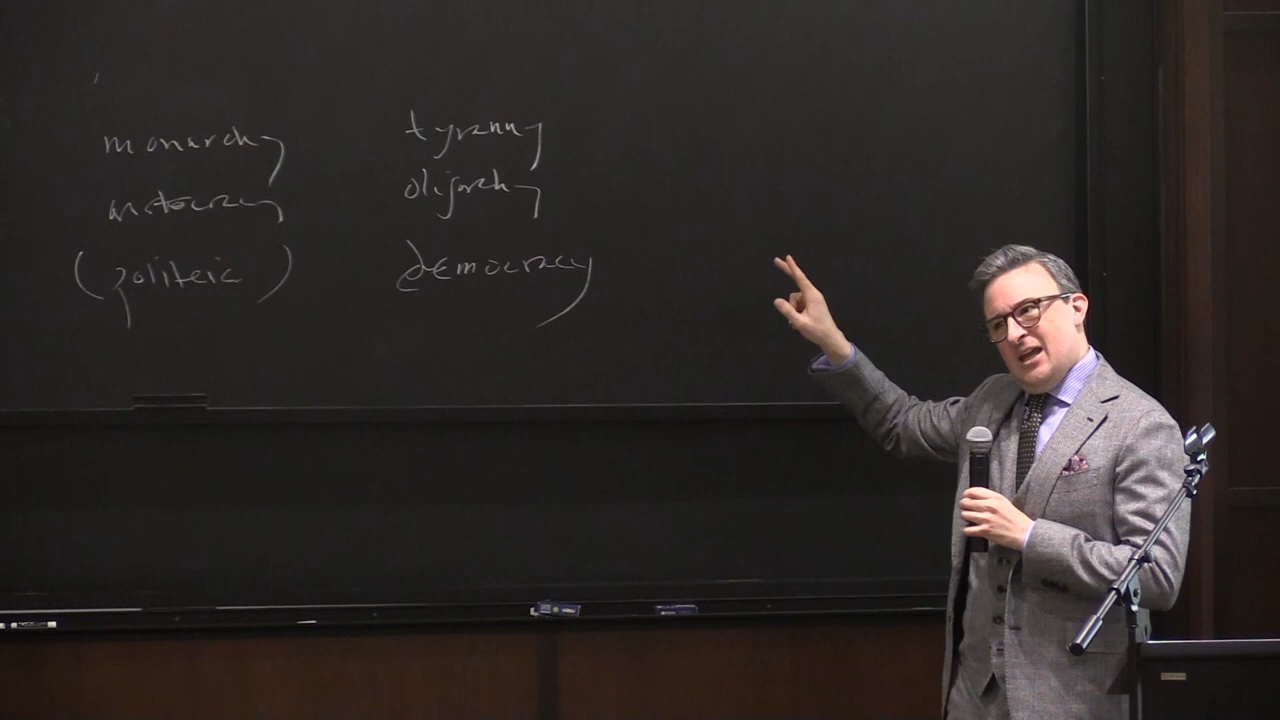 monarchy tyranny
aristocracy oligarchy
(politeia) democracy